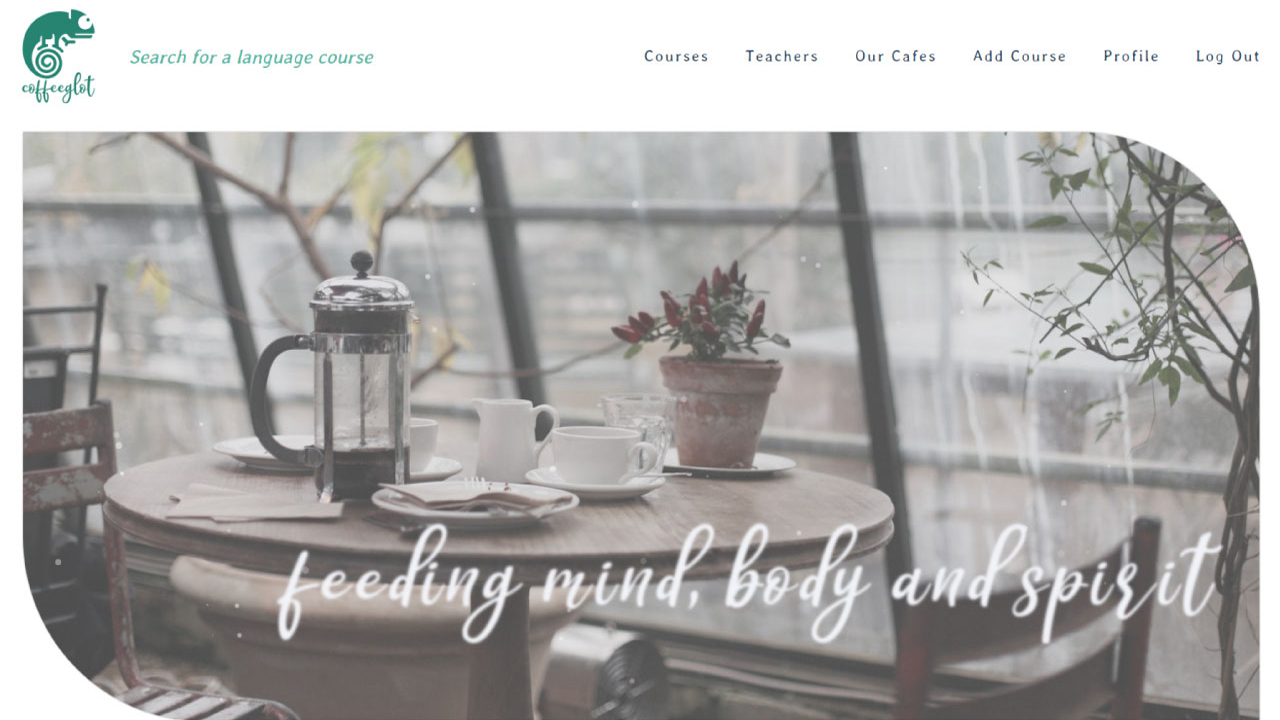 coffeeglot
Search for a language course
Courses Teachers Our Cafes Add Course Profile Log Out
feeding mind, body and spirit